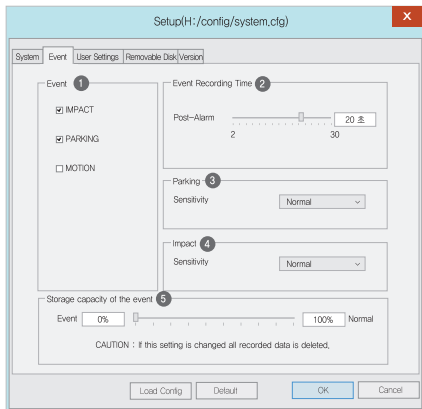 Setup(H:/config/system.cfg)
X
System Event User Settings Removable Disk Version
Event 1
IMPACT
PARKING
MOTION
Event Recording Time 2
Post-Alarm
20 초
2 30
Parking 3
Sensitivity Normal
Impact 4
Sensitivity Normal
Storage capacity of the event 5
Event 0% 100% Normal
CAUTION : If this setting is changed all recorded data is deleted.
Load Config Default OK Cancel